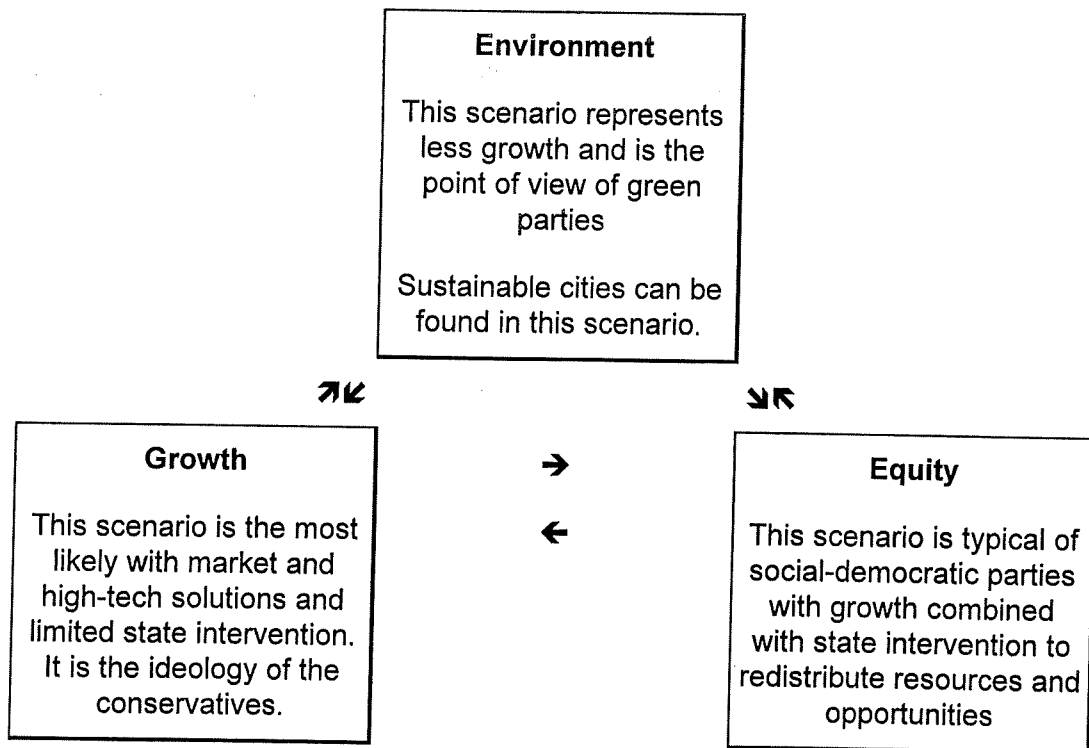 Environment
This scenario represents
less growth and is the
point of view of green
parties
Sustainable cities can be
found in this scenario.
Growth
This scenario is the most
likely with market and
high-tech solutions and
limited state intervention.
It is the ideology of the
conservatives.
Equity
This scenario is typical of
social-democratic parties
with growth combined
with state intervention to
redistribute resources and
opportunities